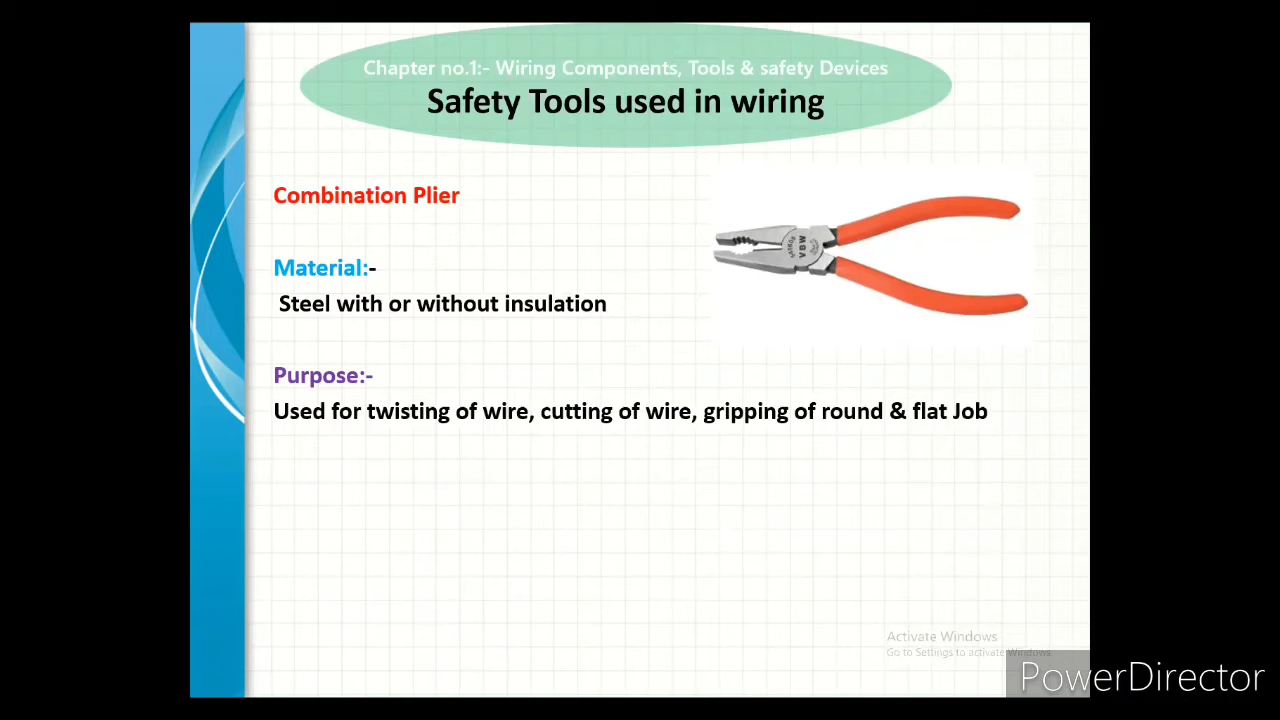 Chapter no.1:- Wiring Components, Tools & safety Devices
Safety Tools used in wiring
Combination Plier
VBW
Material:-
Steel with or without insulation
Purpose:-
Used for twisting of wire, cutting of wire, gripping of round & flat Job
Activate Windows
Go to Settings to activate Windows.
PowerDirector